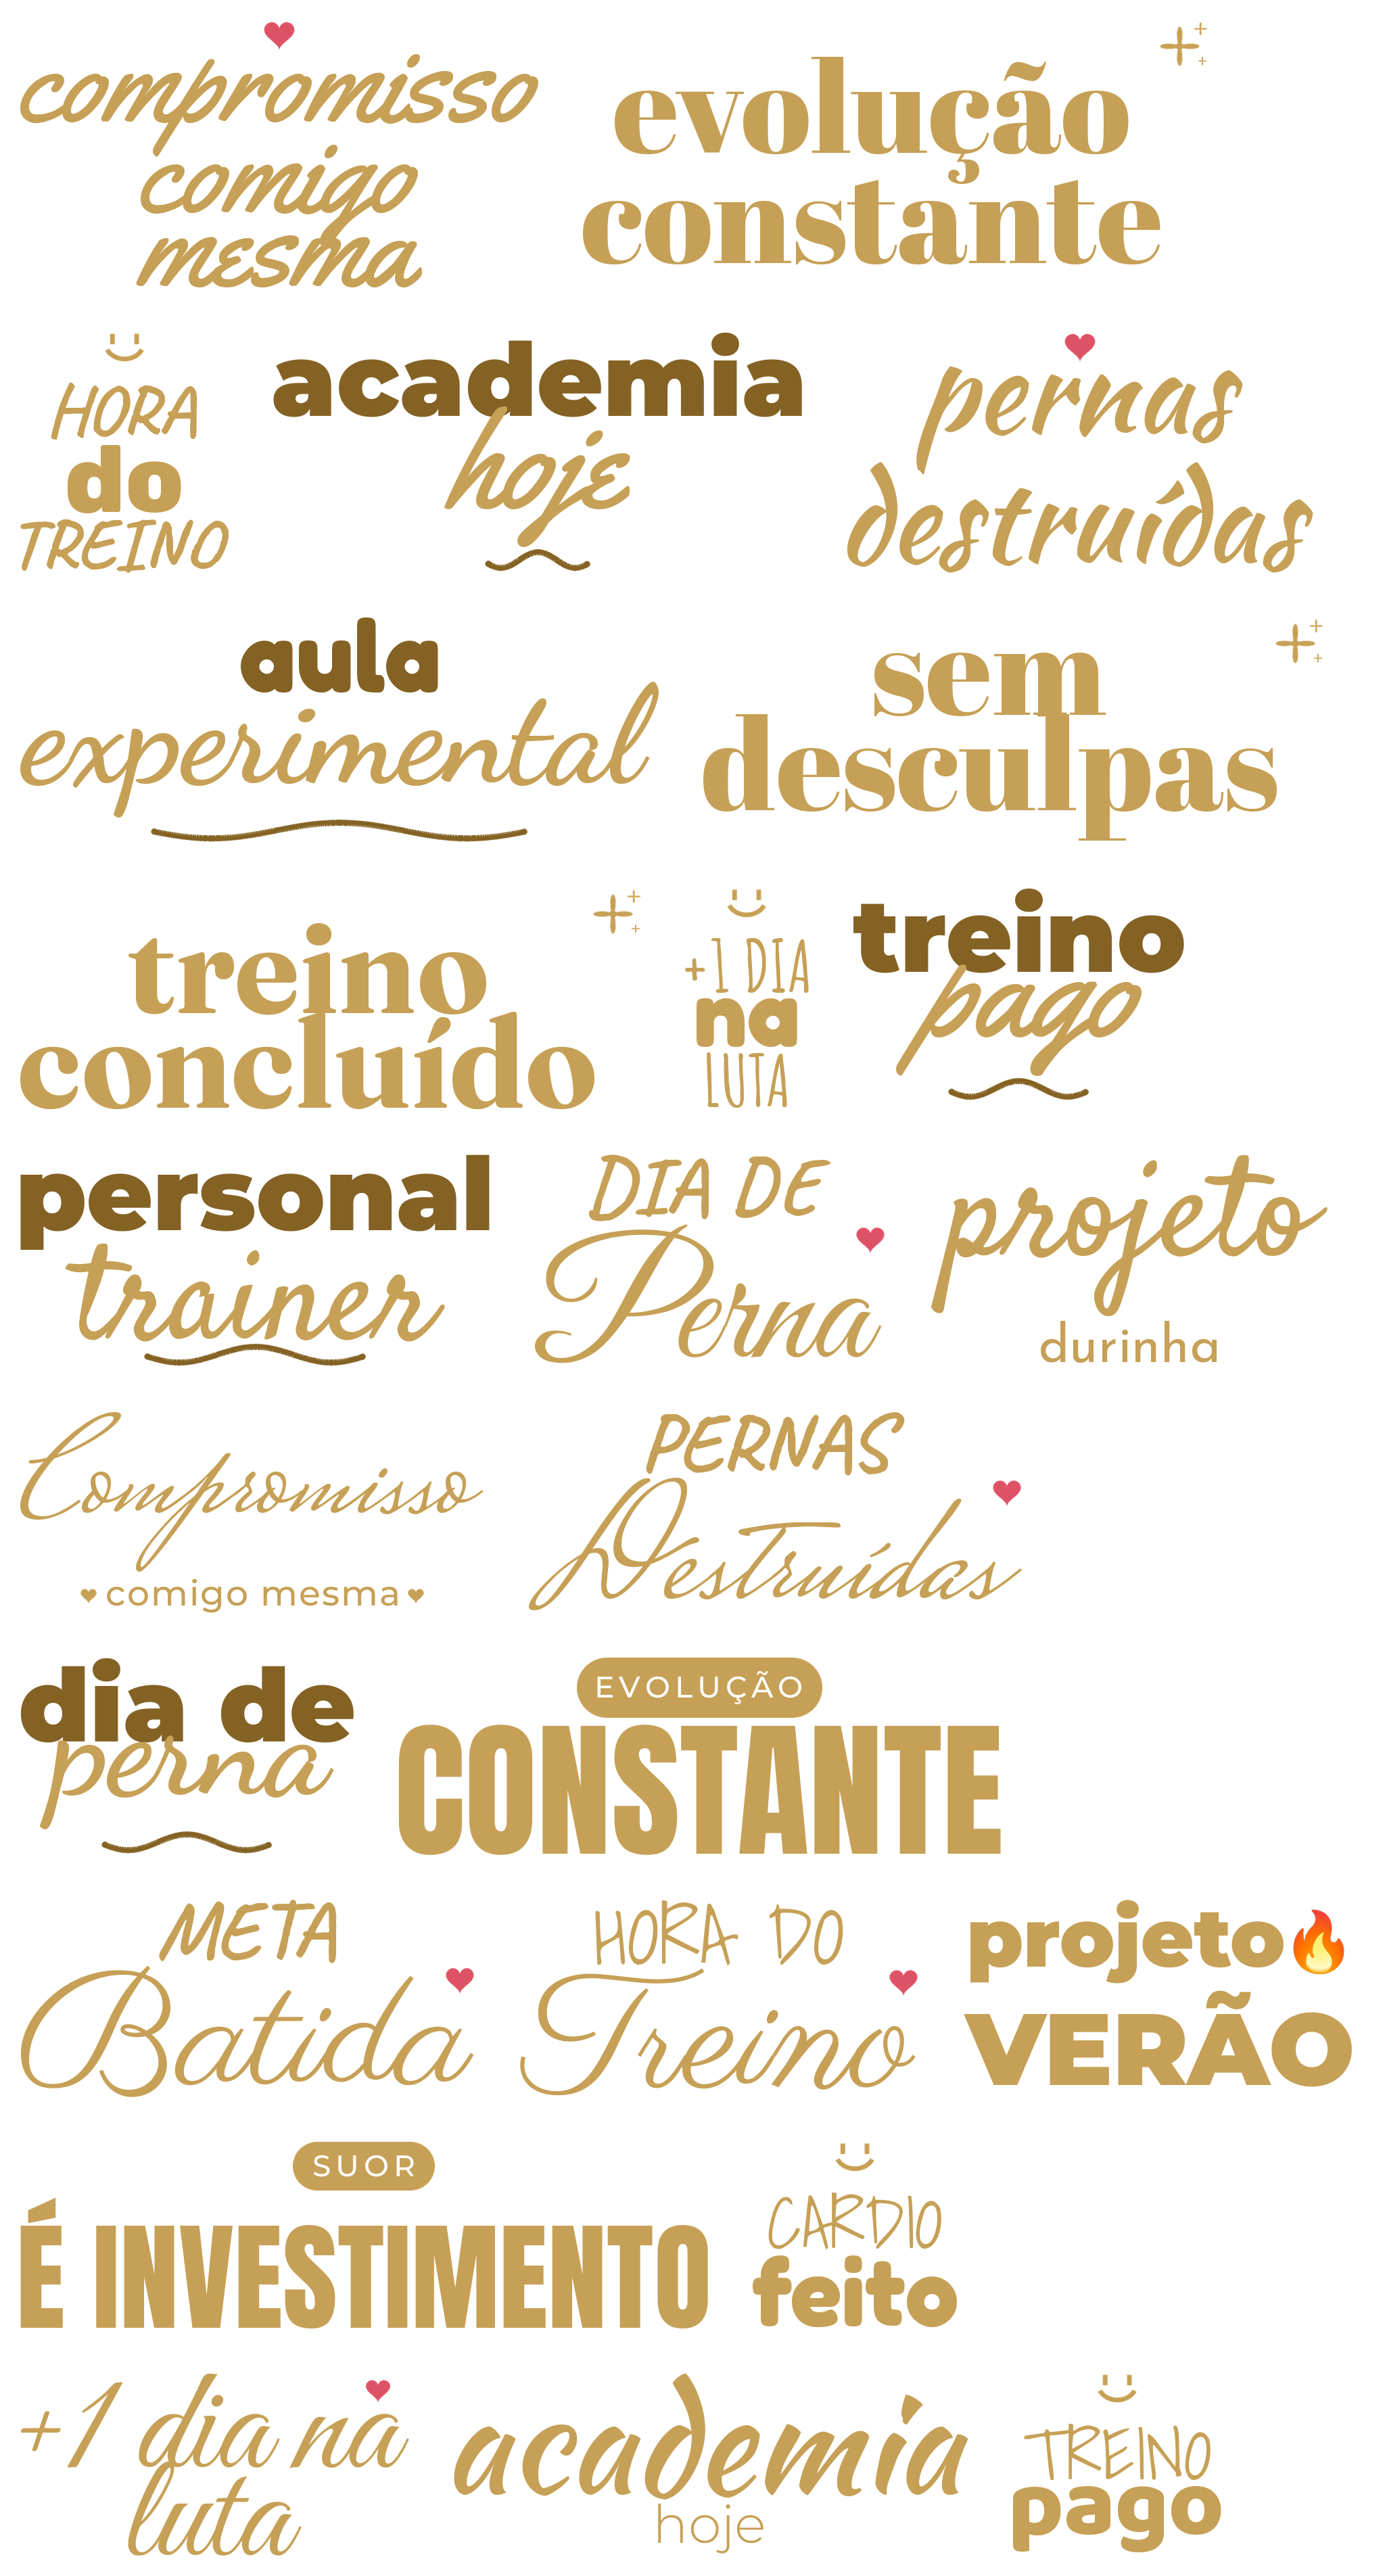 compromisso
comigo
mesma
evolução
constante
HORA
do
TREINO
academia
hoje
pernas
destruídas
aula
experimental
sem
desculpas
treino
concluído
+1 DIA
na
LUTA
treino
pago
personal
trainer
DIA DE
Perna
projeto
durinha
Compromisso
comigo mesma
PERNAS
Destruídas
dia de
perna
EVOLUÇÃO
CONSTANTE
META
Batida
HORA DO
Treino
projeto🔥
VERÃO
SUOR
É INVESTIMENTO
CARDIO
feito
+1 dia na
luta
academia
hoje
TREINO
pago